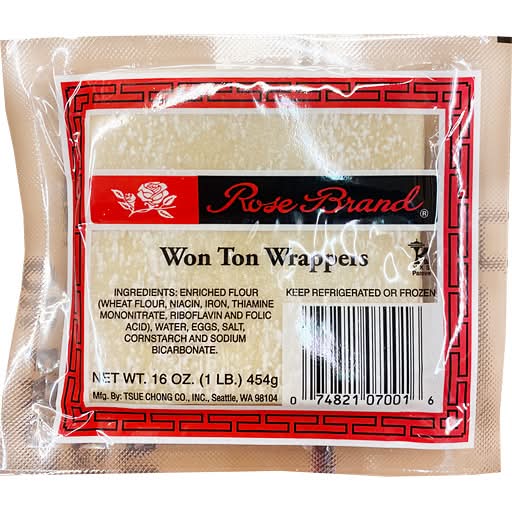 Rose Brand ®
Won Ton Wrappers
INGREDIENTS: ENRICHED FLOUR
(WHEAT FLOUR, NIACIN, IRON, THIAMINE
MONONITRATE, RIBOFLAVIN AND FOLIC
ACID), WATER, EGGS, SALT,
CORNSTARCH AND SODIUM
BICARBONATE.
NET WT. 16 OZ. (1 LB.) 454g
Mfg. By: TSUE CHONG CO., INC., Seattle, WA 98104
Pareve
KEEP REFRIGERATED OR FROZEN
0 74821 07001 6